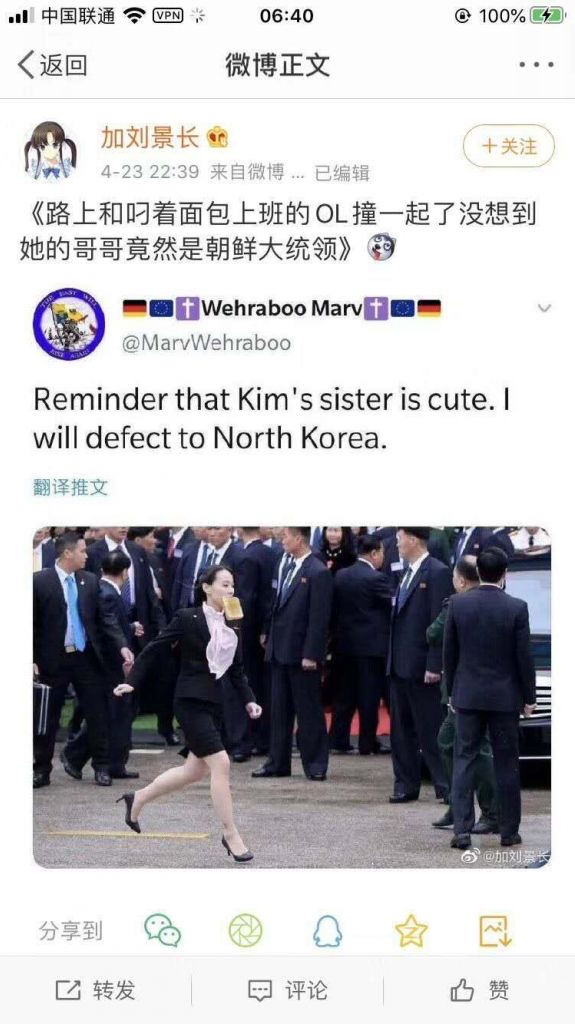 中国联通 VPN 06:40 100%
返回 微博正文
加刘景长
+关注
4-23 22:39 来自微博 ... 已编辑
《路上和叼着面包上班的OL撞一起了没想到
她的哥哥竟然是朝鲜大统领》
Wehraboo Marv
@MarvWehraboo
Reminder that Kim's sister is cute. I
will defect to North Korea.
翻译推文
@加刘景长
分享到
转发 评论 赞